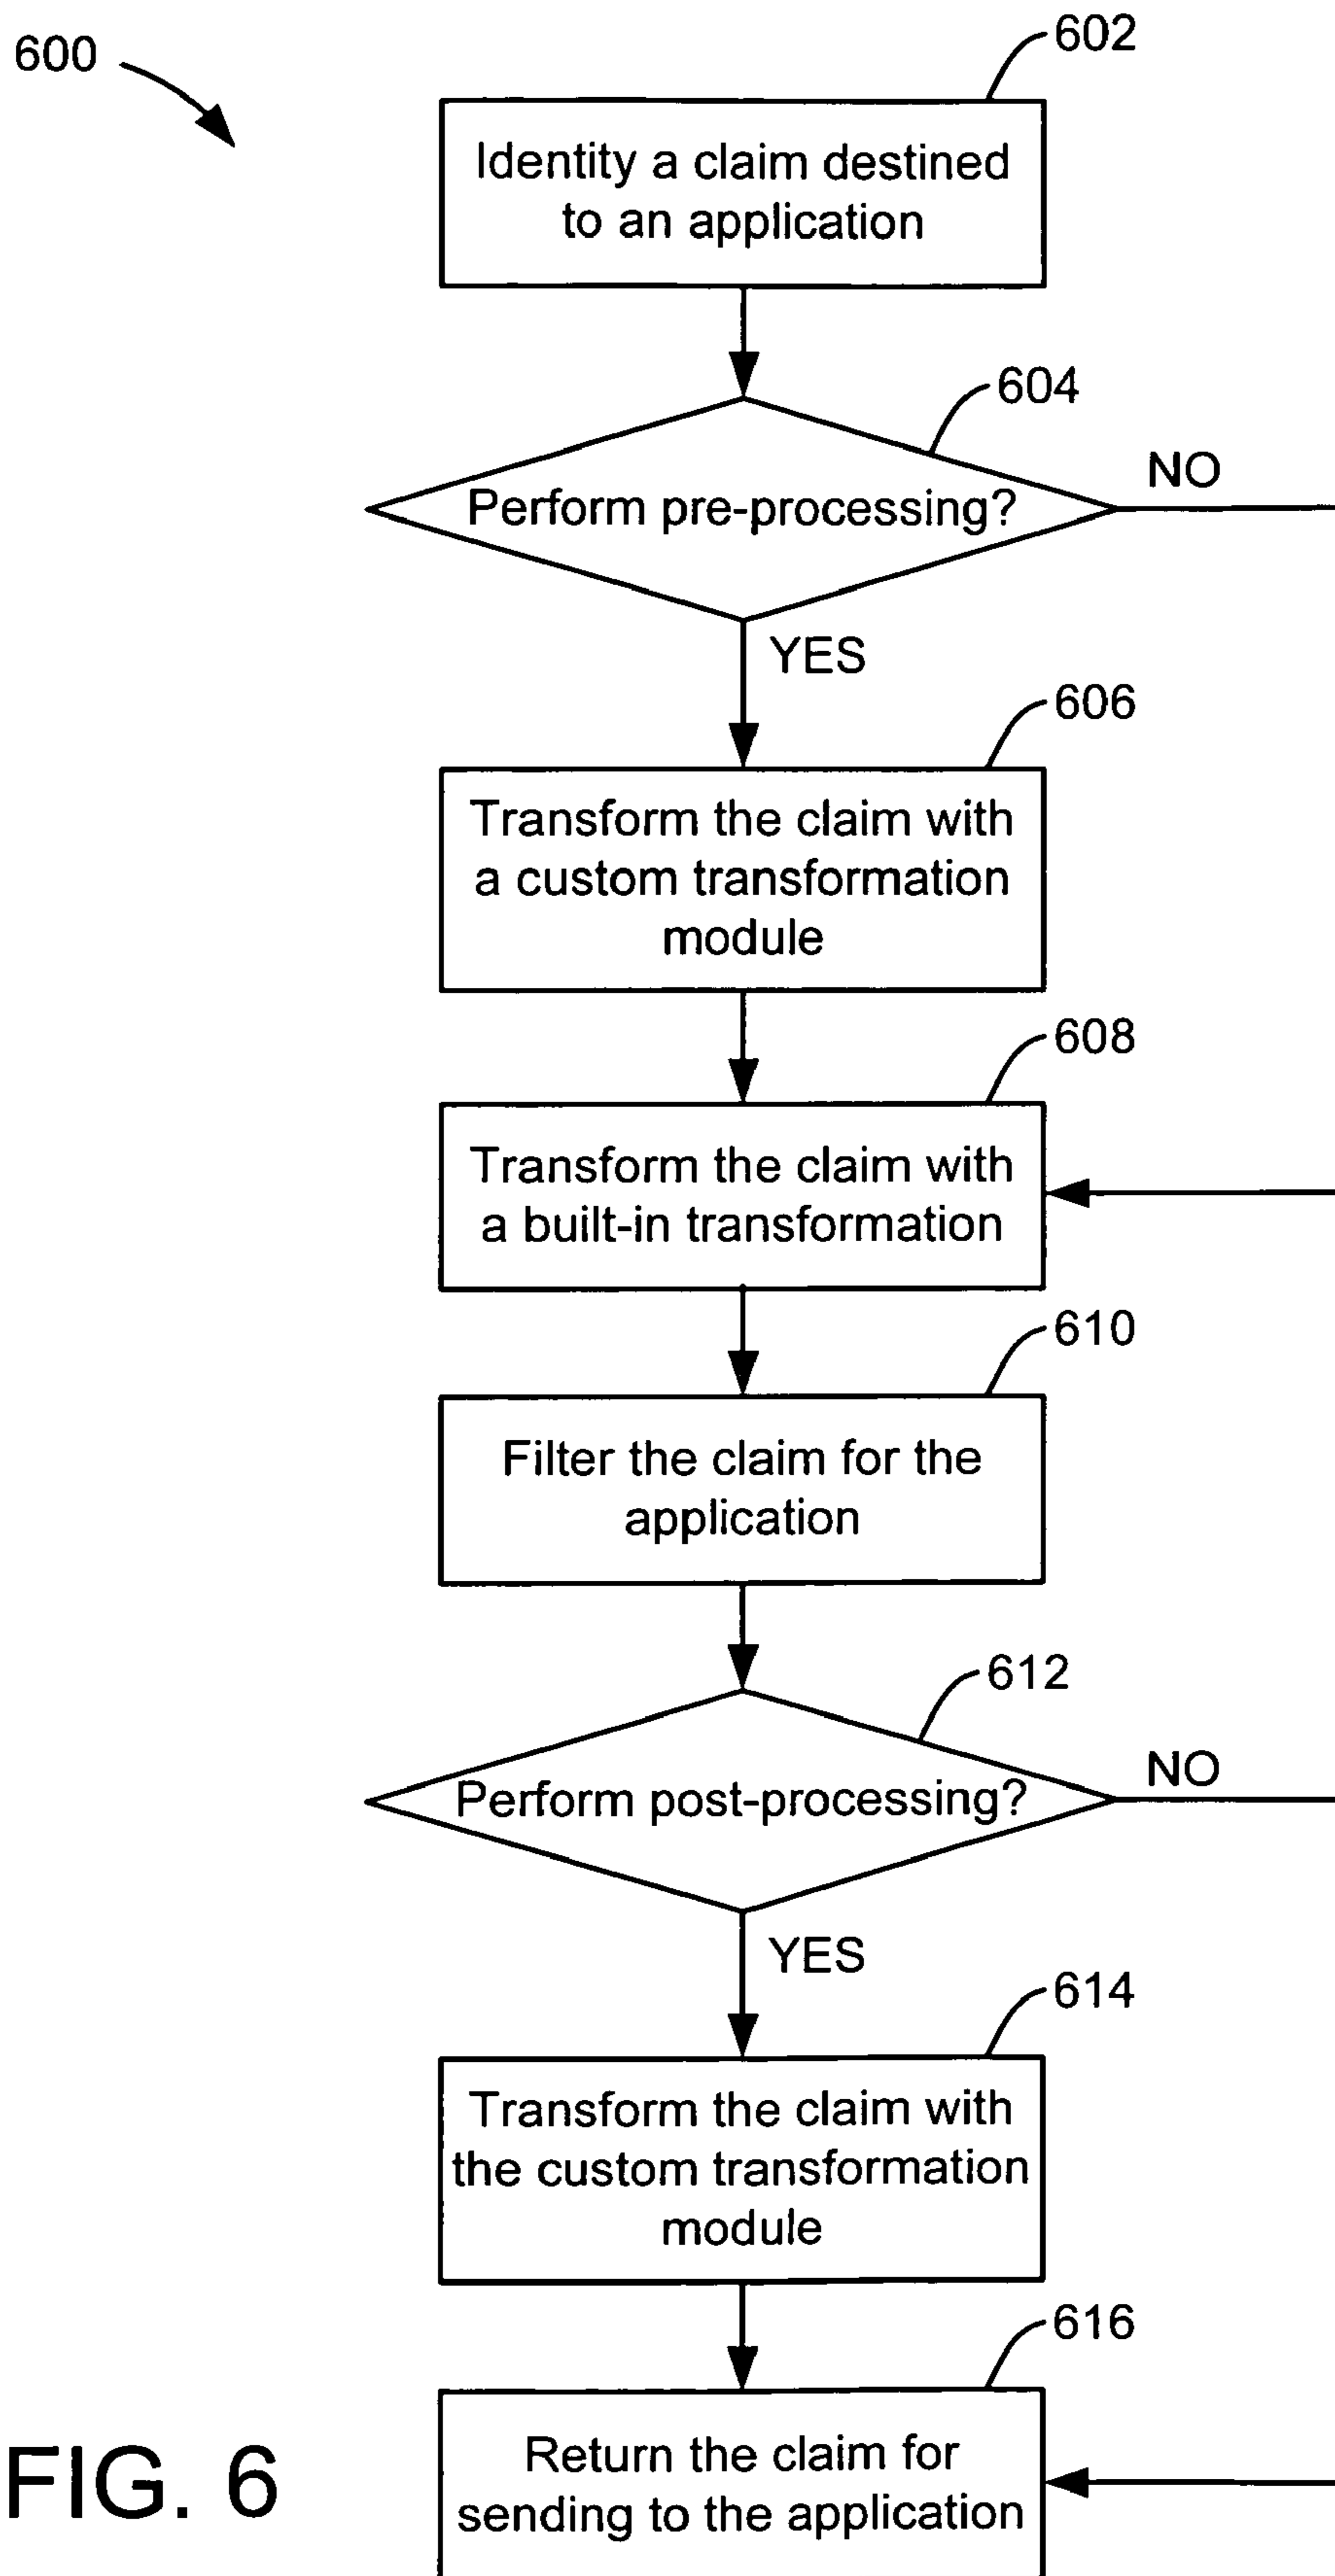 600
602
Identity a claim destined
to an application
604
Perform pre-processing?
NO
YES
606
Transform the claim with
a custom transformation
module
608
Transform the claim with
a built-in transformation
610
Filter the claim for the
application
612
Perform post-processing?
NO
YES
614
Transform the claim with
the custom transformation
module
616
Return the claim for
sending to the application
FIG. 6